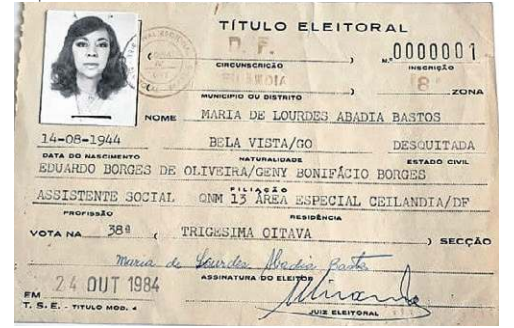 TÍTULO ELEITORAL
D. F.
CIRCUNSCRIÇÃO
N.º 0000001
INSCRIÇÃO
8ª
ZONA
MUNICIPIO OU DISTRITO
NOME MARIA DE LOURDES ABADIA BASTOS
14-08-1944 BELA VISTA/GO DESQUITADA
DATA DO NASCIMENTO NATURALIDADE ESTADO CIVIL
EDUARDO BORGES DE OLIVEIRA/GENY BONIFÁCIO BORGES
FILIAÇÃO
ASSISTENTE SOCIAL QNM 13 ÁREA ESPECIAL CEILANDIA/DF
PROFISSÃO RESIDÊNCIA
VOTA NA 38ª ( TRIGESIMA OITAVA ) SECÇÃO
Maria de Lourdes Abadia Bastos
ASSINATURA DO ELEITOR
EM 24 OUT 1984
T. S. E. - TITULO MOD. 4
JUIZ ELEITORAL